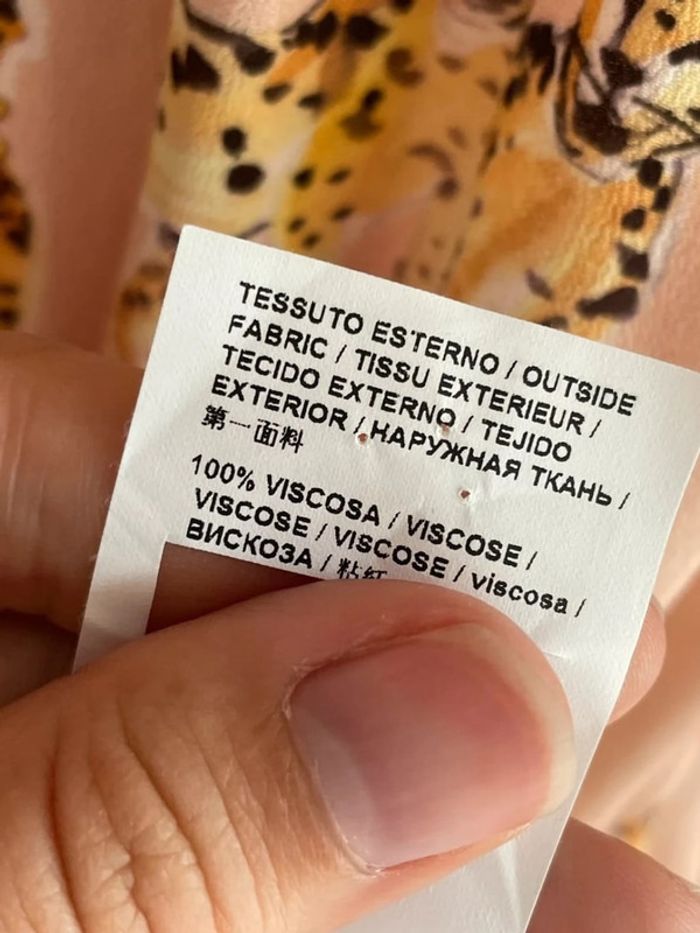 TESSUTO ESTERNO / OUTSIDE
FABRIC / TISSU EXTERIEUR /
TECIDO EXTERNO / TEJIDO
EXTERIOR / НАРУЖНАЯ ТКАНЬ /
第一面料
100% VISCOSA / VISCOSE /
VISCOSE / VISCOSE / viscosa /
ВИСКОЗА /